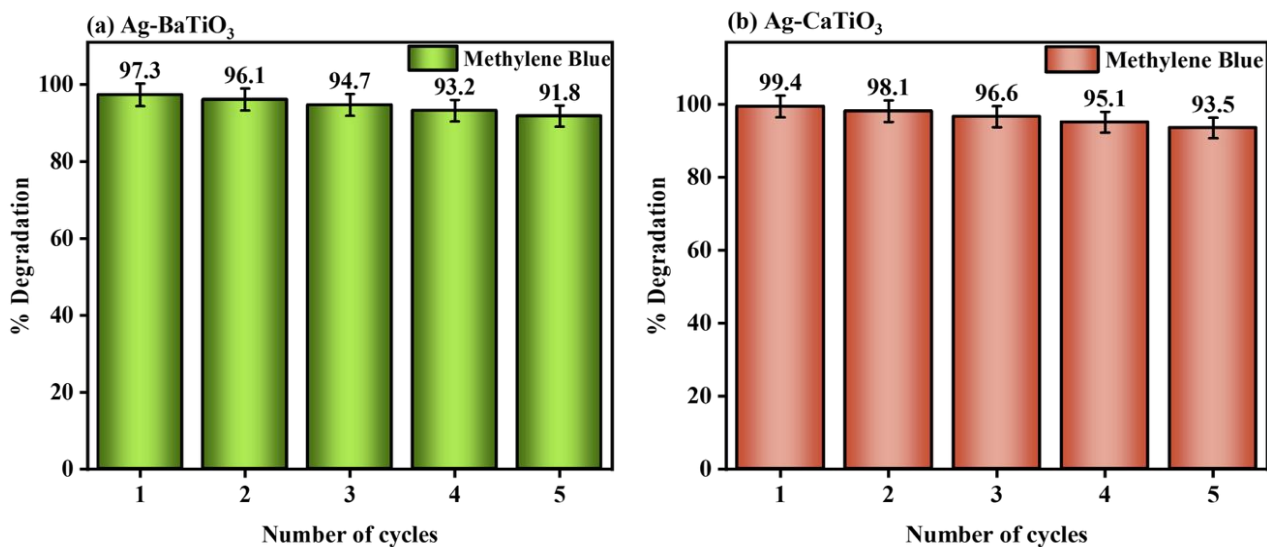 (a) Ag-BaTiO₃
Methylene Blue
97.3
96.1
94.7
93.2
91.8
100
80
60
40
20
0
% Degradation
1 2 3 4 5
Number of cycles
(b) Ag-CaTiO₃
Methylene Blue
99.4
98.1
96.6
95.1
93.5
100
80
60
40
20
0
% Degradation
1 2 3 4 5
Number of cycles